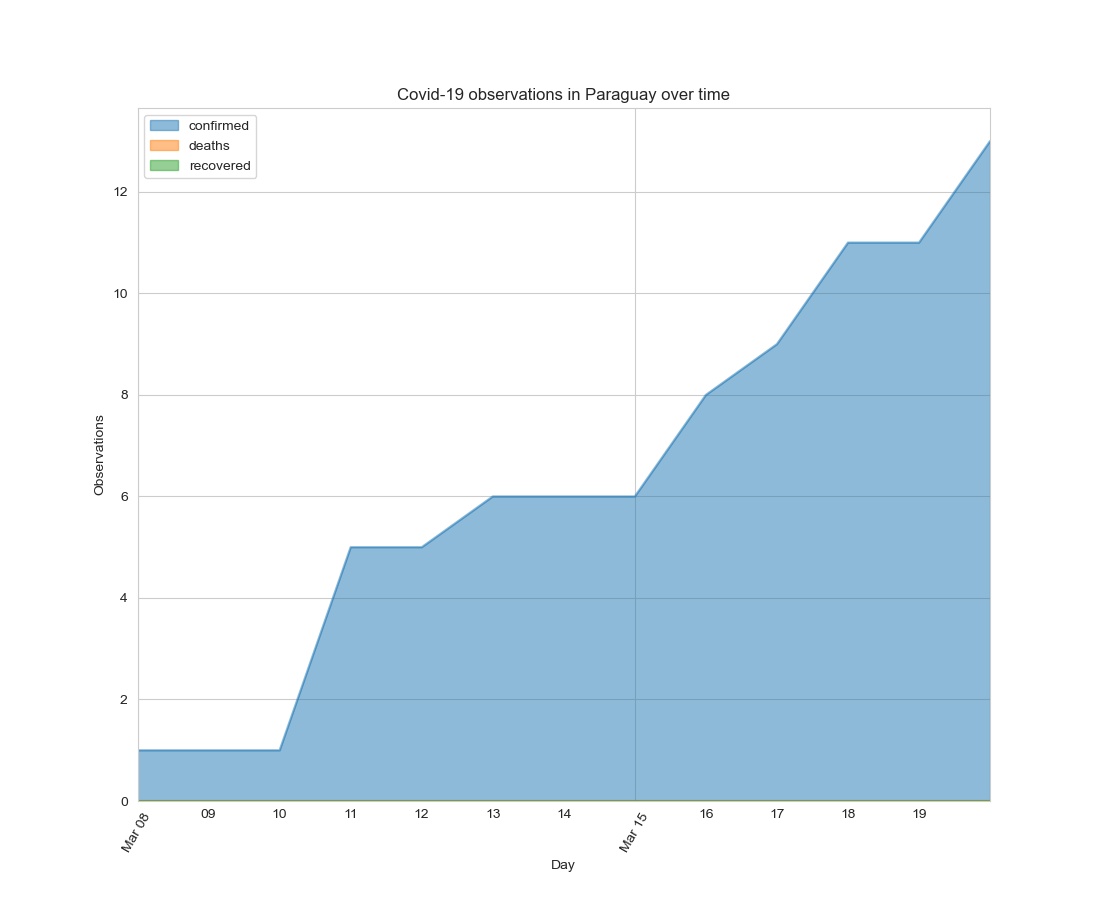 Covid-19 observations in Paraguay over time
confirmed
deaths
recovered
12
10
8
6
4
2
0
Observations
Mar 08
09
10
11
12
13
14
Mar 15
16
17
18
19
Day